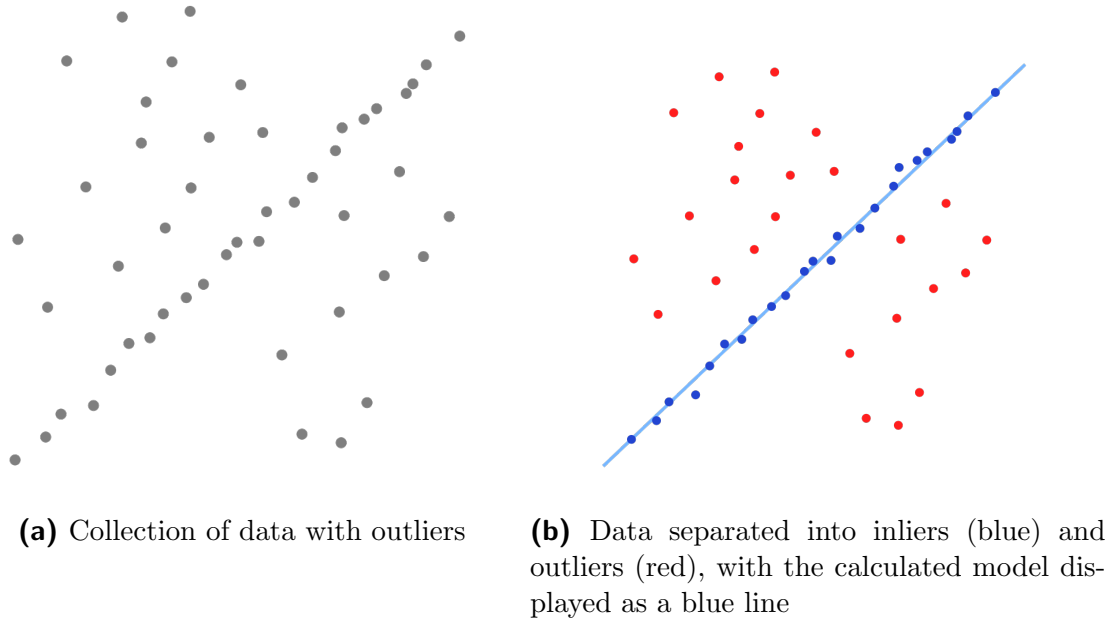 (a) Collection of data with outliers
(b) Data separated into inliers (blue) and
outliers (red), with the calculated model dis-
played as a blue line